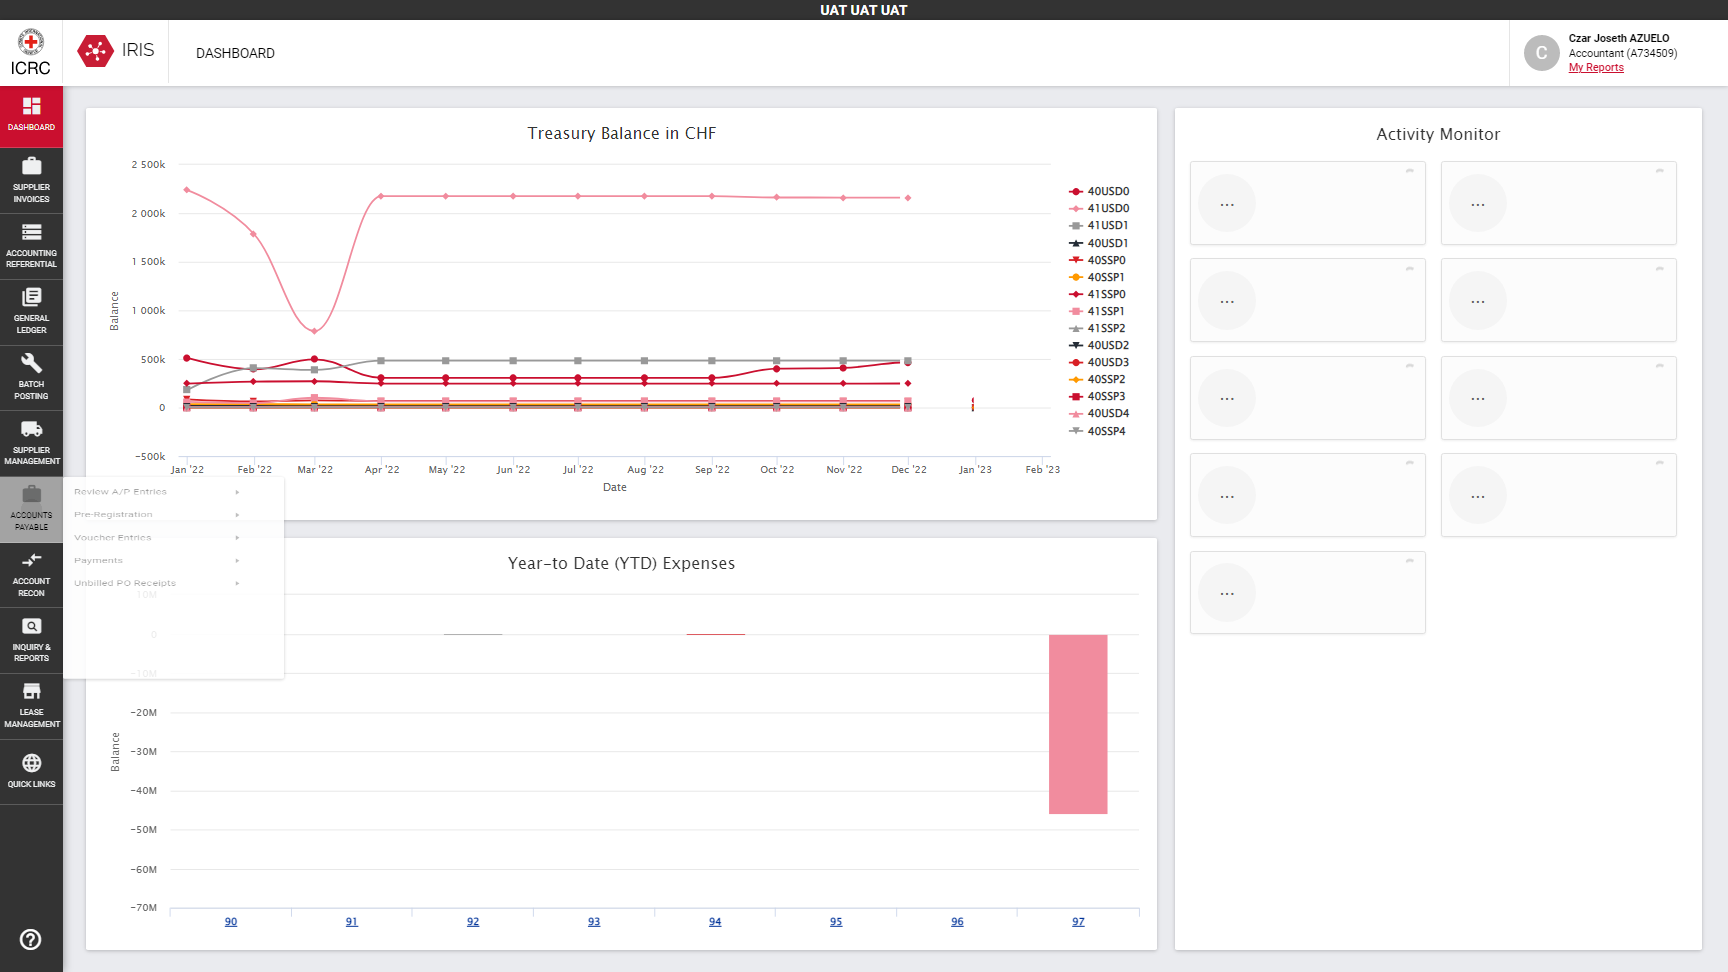 UAT UAT UAT
ICRC
IRIS
DASHBOARD
C
Czar Joseth AZUELO
Accountant (A734509)
My Reports
DASHBOARD
SUPPLIER
INVOICES
ACCOUNTING
REFERENTIAL
GENERAL
LEDGER
BATCH
POSTING
SUPPLIER
MANAGEMENT
ACCOUNTS
PAYABLE
ACCOUNT
RECON
INQUIRY &
REPORTS
LEASE
MANAGEMENT
QUICK LINKS
Review A/P Entries
Pre-Registration
Voucher Entries
Payments
Unbilled PO Receipts
Treasury Balance in CHF
Balance
2 500k
2 000k
1 500k
1 000k
500k
0
-500k
Jan '22
Feb '22
Mar '22
Apr '22
May '22
Jun '22
Jul '22
Aug '22
Sep '22
Oct '22
Nov '22
Dec '22
Jan '23
Feb '23
Date
40USD0
41USD0
41USD1
40USD1
40SSP0
40SSP1
41SSP0
41SSP1
41SSP2
40USD2
40USD3
40SSP2
40SSP3
40USD4
40SSP4
Year-to Date (YTD) Expenses
Balance
10M
0
-10M
-20M
-30M
-40M
-50M
-60M
-70M
90
91
92
93
94
95
96
97
Activity Monitor
...
...
...
...
...
...
...
...
...